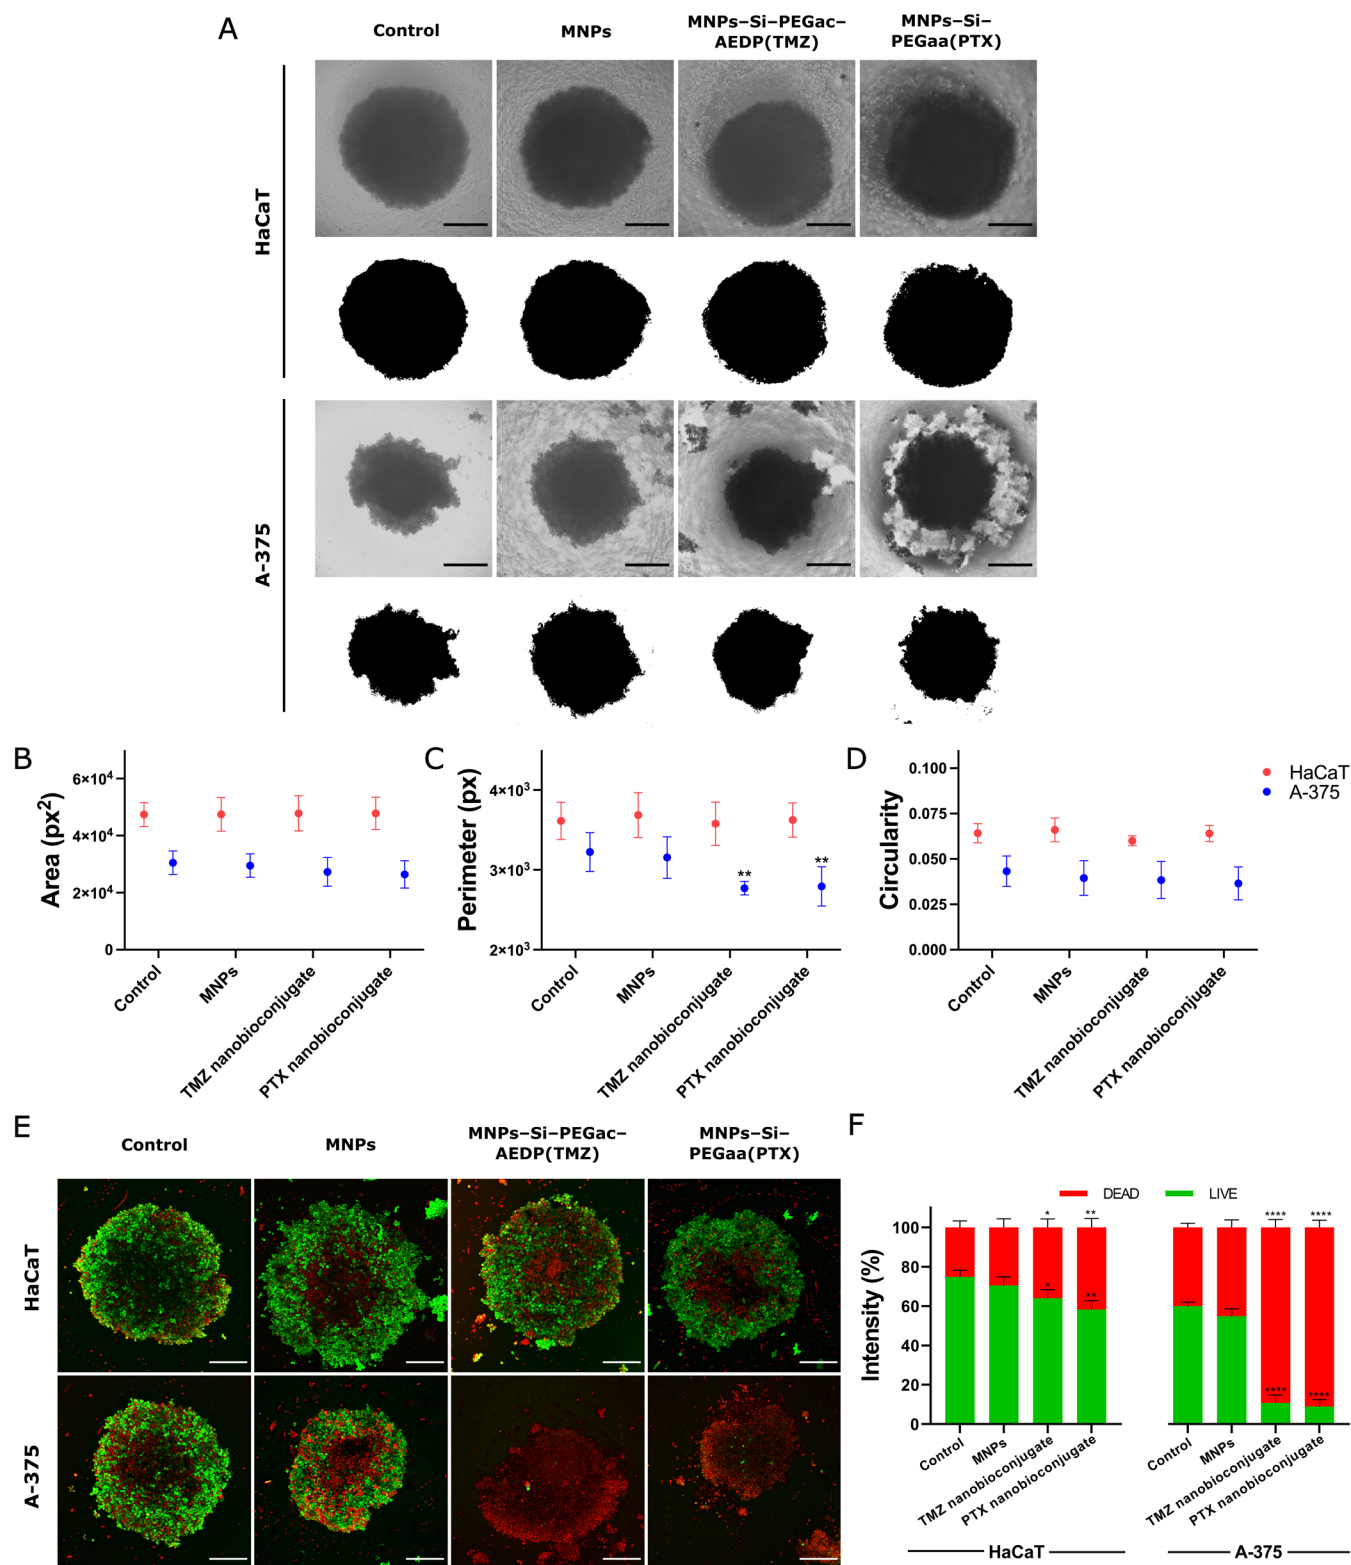 A
Control
MNPs
MNPs–Si–PEGac–
AEDP(TMZ)
MNPs–Si–
PEGaa(PTX)
HaCaT
A-375
B
Area (px²)
6×10⁴
4×10⁴
2×10⁴
0
Control
MNPs
TMZ nanobioconjugate
PTX nanobioconjugate
C
Perimeter (px)
4×10³
3×10³
2×10³
**
**
Control
MNPs
TMZ nanobioconjugate
PTX nanobioconjugate
D
Circularity
0.100
0.075
0.050
0.025
0.000
Control
MNPs
TMZ nanobioconjugate
PTX nanobioconjugate
HaCaT
A-375
E
Control
MNPs
MNPs–Si–PEGac–
AEDP(TMZ)
MNPs–Si–
PEGaa(PTX)
HaCaT
A-375
F
DEAD
LIVE
Intensity (%)
100
80
60
40
20
0
*
**
****
****
*
**
****
****
Control
MNPs
TMZ nanobioconjugate
PTX nanobioconjugate
HaCaT
Control
MNPs
TMZ nanobioconjugate
PTX nanobioconjugate
A-375